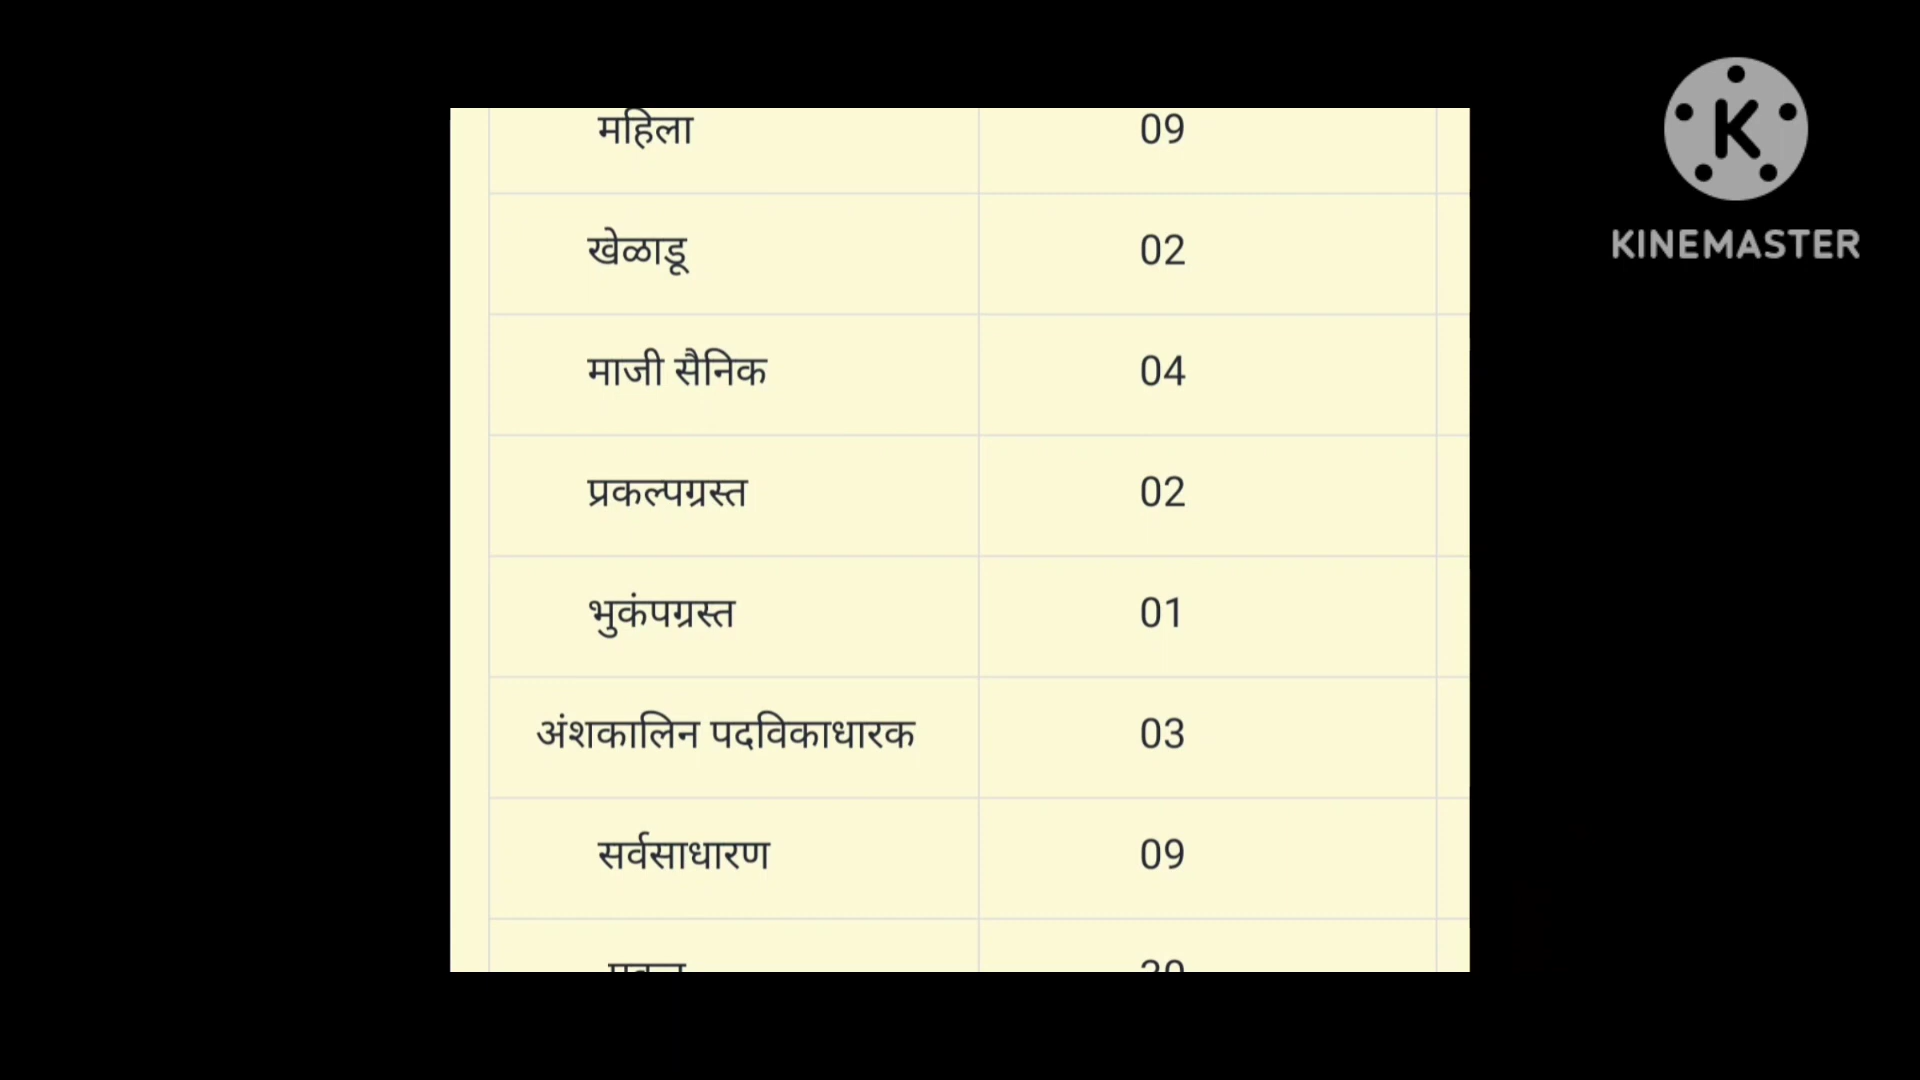 महिला 09
खेळाडू 02
माजी सैनिक 04
प्रकल्पग्रस्त 02
भुकंपग्रस्त 01
अंशकालिन पदविकाधारक 03
सर्वसाधारण 09
K
KINEMASTER